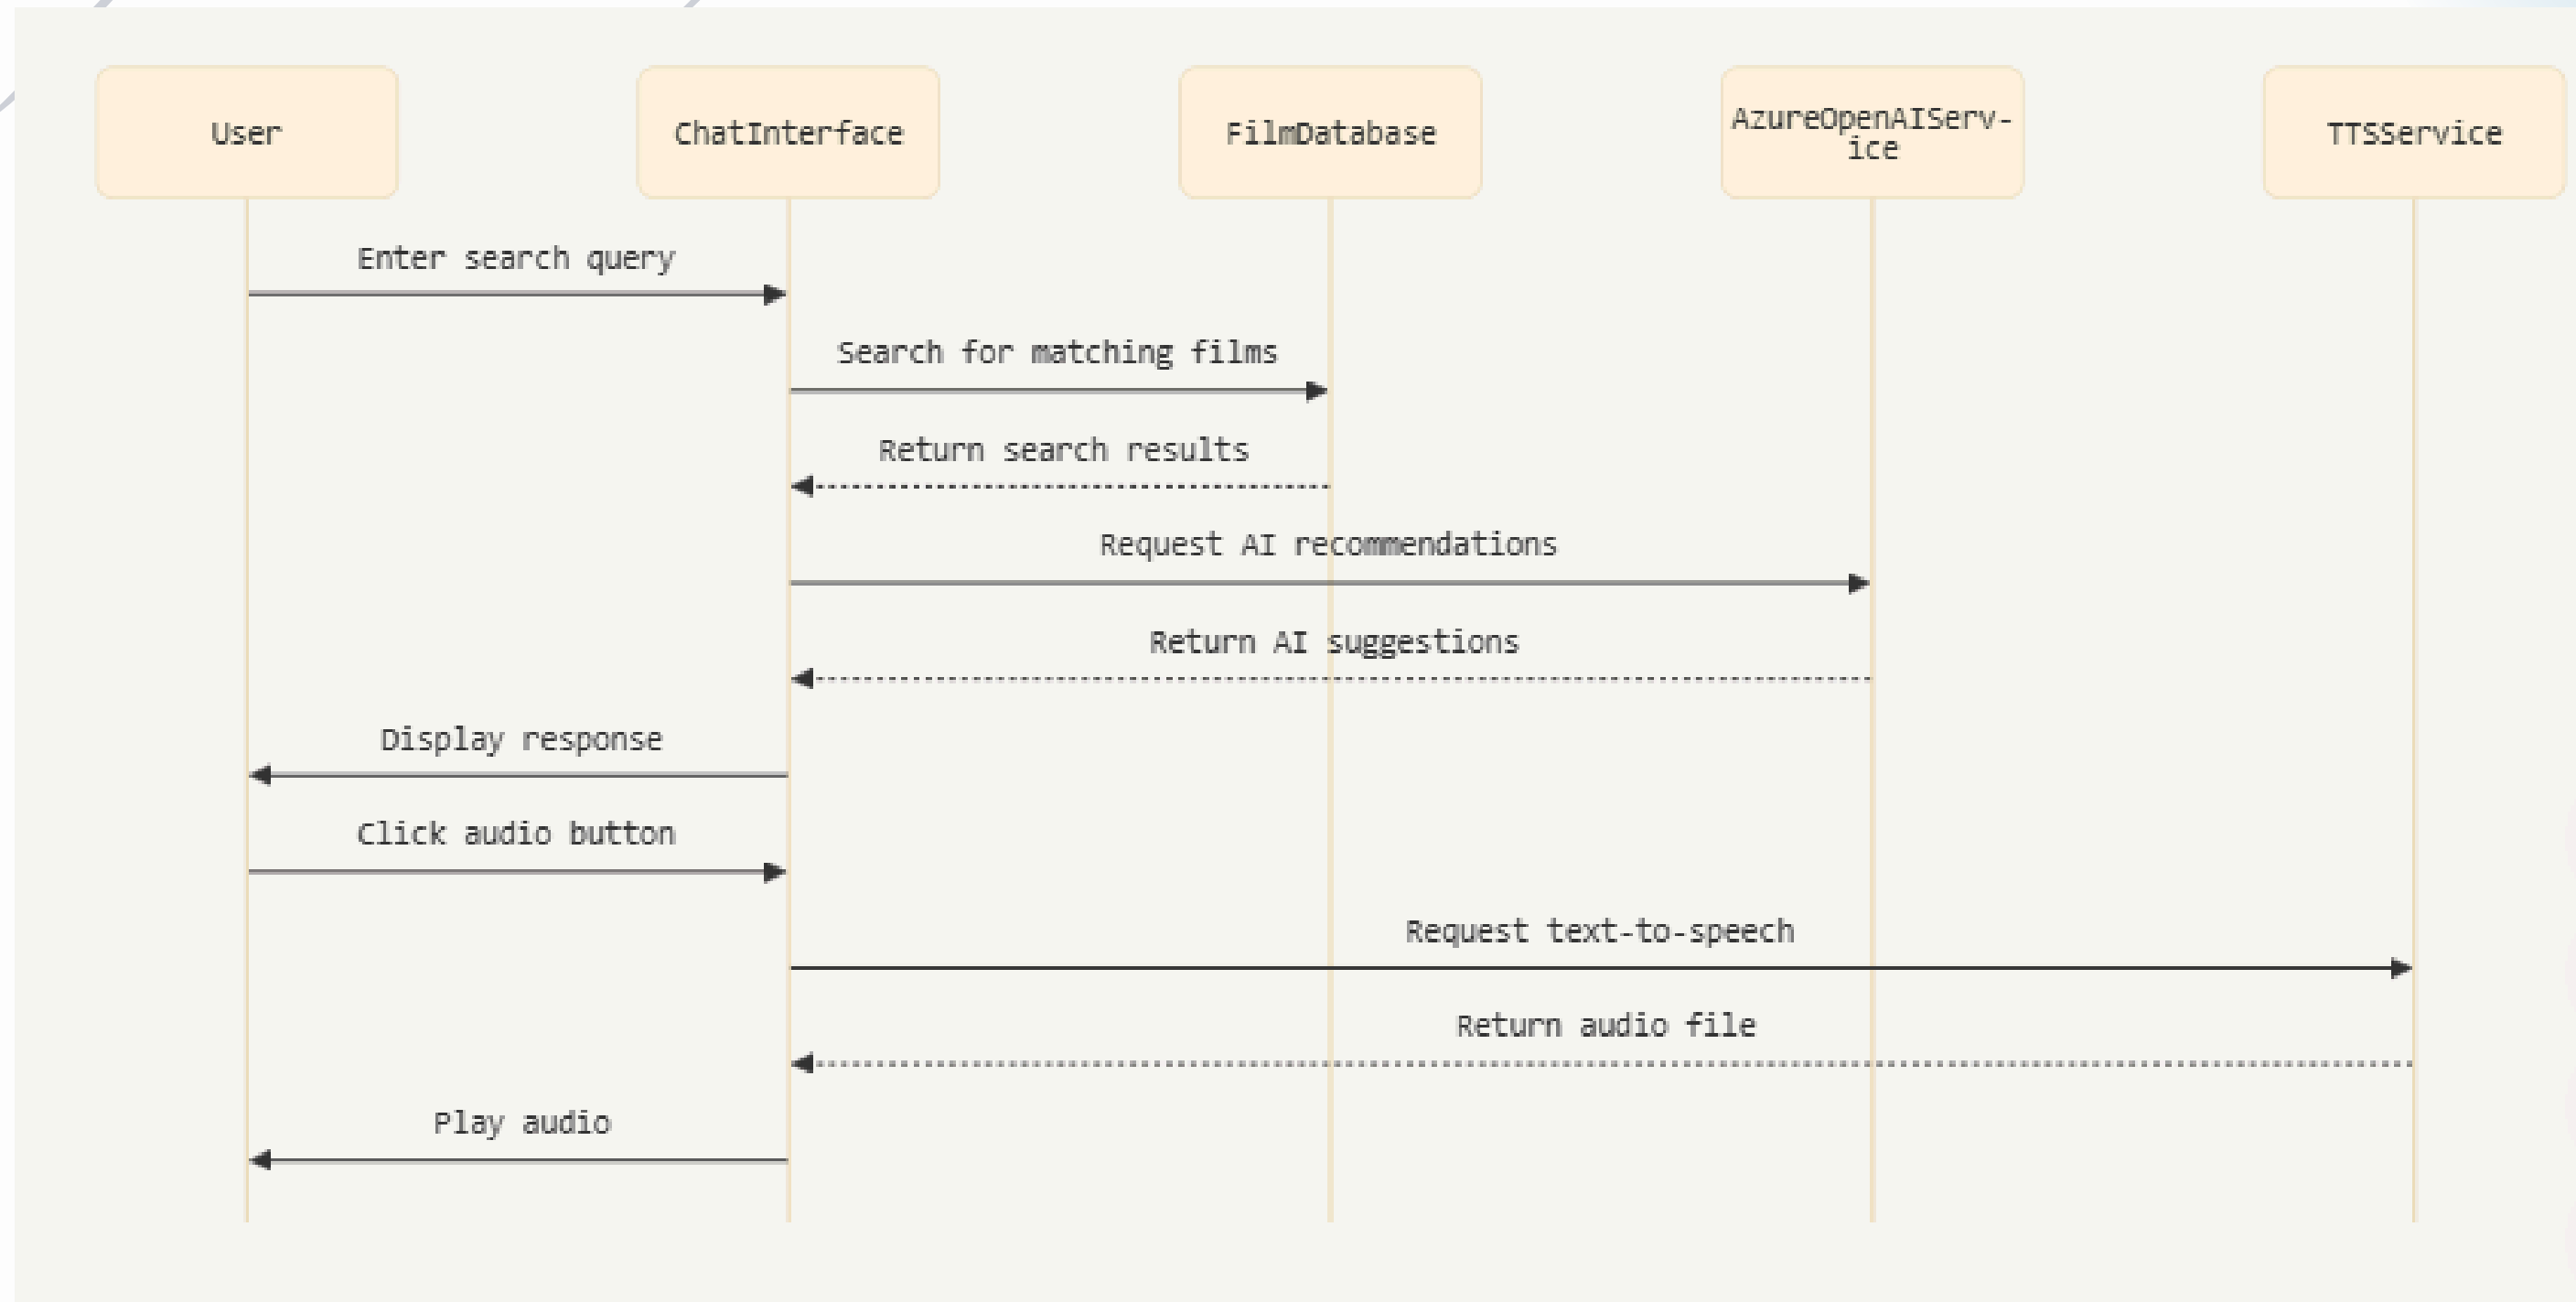 User
ChatInterface
FilmDatabase
AzureOpenAIServ-
ice
TTSService
Enter search query
Search for matching films
Return search results
Request AI recommendations
Return AI suggestions
Display response
Click audio button
Request text-to-speech
Return audio file
Play audio